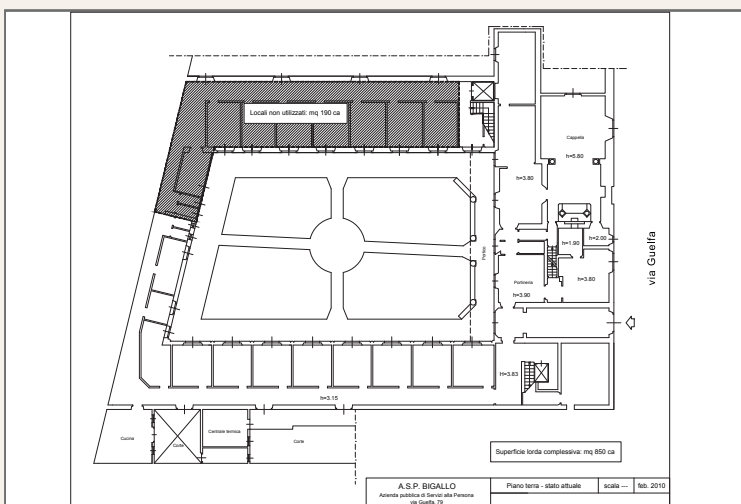 Locali non utilizzati: mq 190 ca
Cappella
h=5.80
h=3.80
h=1.90
h=2.00
h=3.80
Portico
Portineria
h=3.90
via Guelfa
H=3.83
h=3.15
Cucina
Corte
Centrale termica
Corte
Superficie lorda complessiva: mq 850 ca
A.S.P. BIGALLO
Azienda pubblica di Servizi alla Persona
via Guelfa, 79
Piano terra - stato attuale
scala ---
feb. 2010